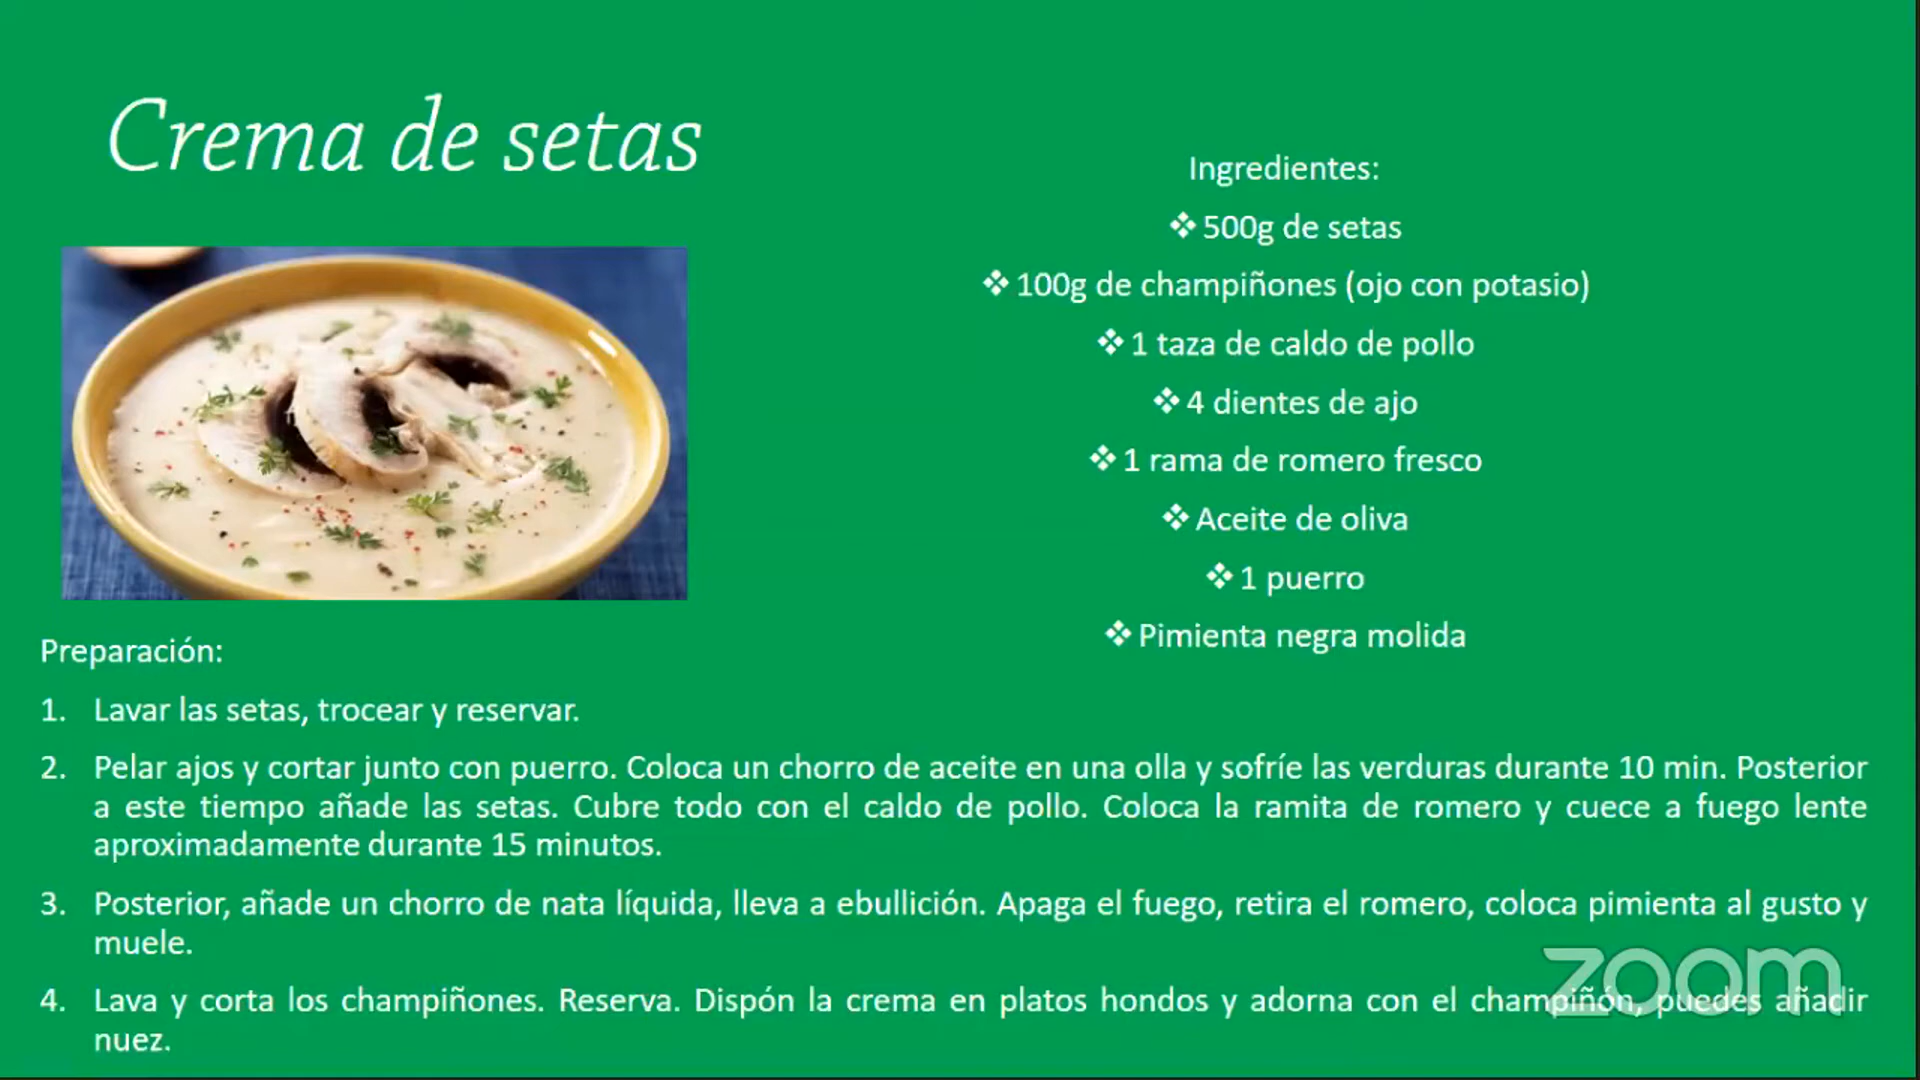 Crema de setas
Ingredientes:
❖ 500g de setas
❖ 100g de champiñones (ojo con potasio)
❖ 1 taza de caldo de pollo
❖ 4 dientes de ajo
❖ 1 rama de romero fresco
❖ Aceite de oliva
❖ 1 puerro
❖ Pimienta negra molida
Preparación:
1. Lavar las setas, trocear y reservar.
2. Pelar ajos y cortar junto con puerro. Coloca un chorro de aceite en una olla y sofríe las verduras durante 10 min. Posterior
a este tiempo añade las setas. Cubre todo con el caldo de pollo. Coloca la ramita de romero y cuece a fuego lente
aproximadamente durante 15 minutos.
3. Posterior, añade un chorro de nata líquida, lleva a ebullición. Apaga el fuego, retira el romero, coloca pimienta al gusto y
muele.
4. Lava y corta los champiñones. Reserva. Dispón la crema en platos hondos y adorna con el champiñón, puedes añadir
nuez.
zoom